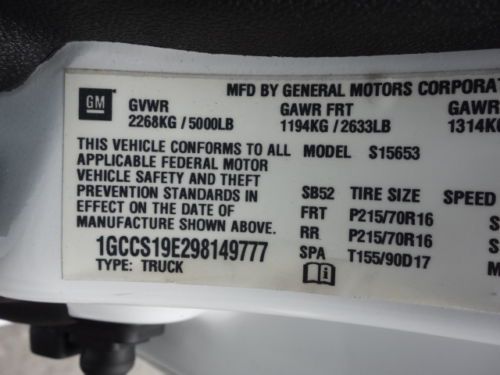 MFD BY GENERAL MOTORS CORPORAT
GM
GVWR GAWR FRT GAWR
2268KG / 5000LB 1194KG / 2633LB 1314K
THIS VEHICLE CONFORMS TO ALL MODEL S15653
APPLICABLE FEDERAL MOTOR
VEHICLE SAFETY AND THEFT
PREVENTION STANDARDS IN SB52 TIRE SIZE SPEED
EFFECT ON THE DATE OF FRT P215/70R16 S
MANUFACTURE SHOWN ABOVE. RR P215/70R16 S
1GCCS19E298149777 SPA T155/90D17 M
TYPE: TRUCK